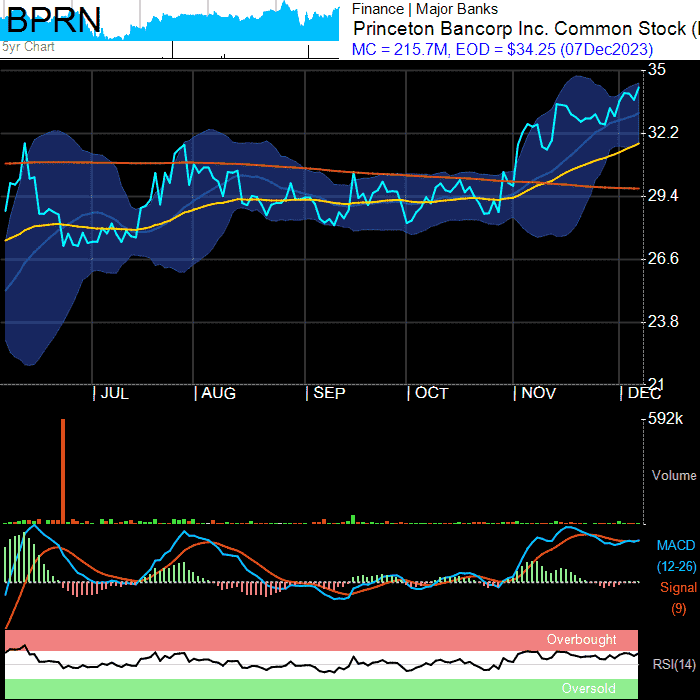 BPRN
5yr Chart
Finance | Major Banks
Princeton Bancorp Inc. Common Stock (
MC = 215.7M, EOD = $34.25 (07Dec2023)
35
32.2
29.4
26.6
23.8
21
JUL
AUG
SEP
OCT
NOV
DEC
592k
Volume
MACD
(12-26)
Signal
(9)
Overbought
RSI(14)
Oversold